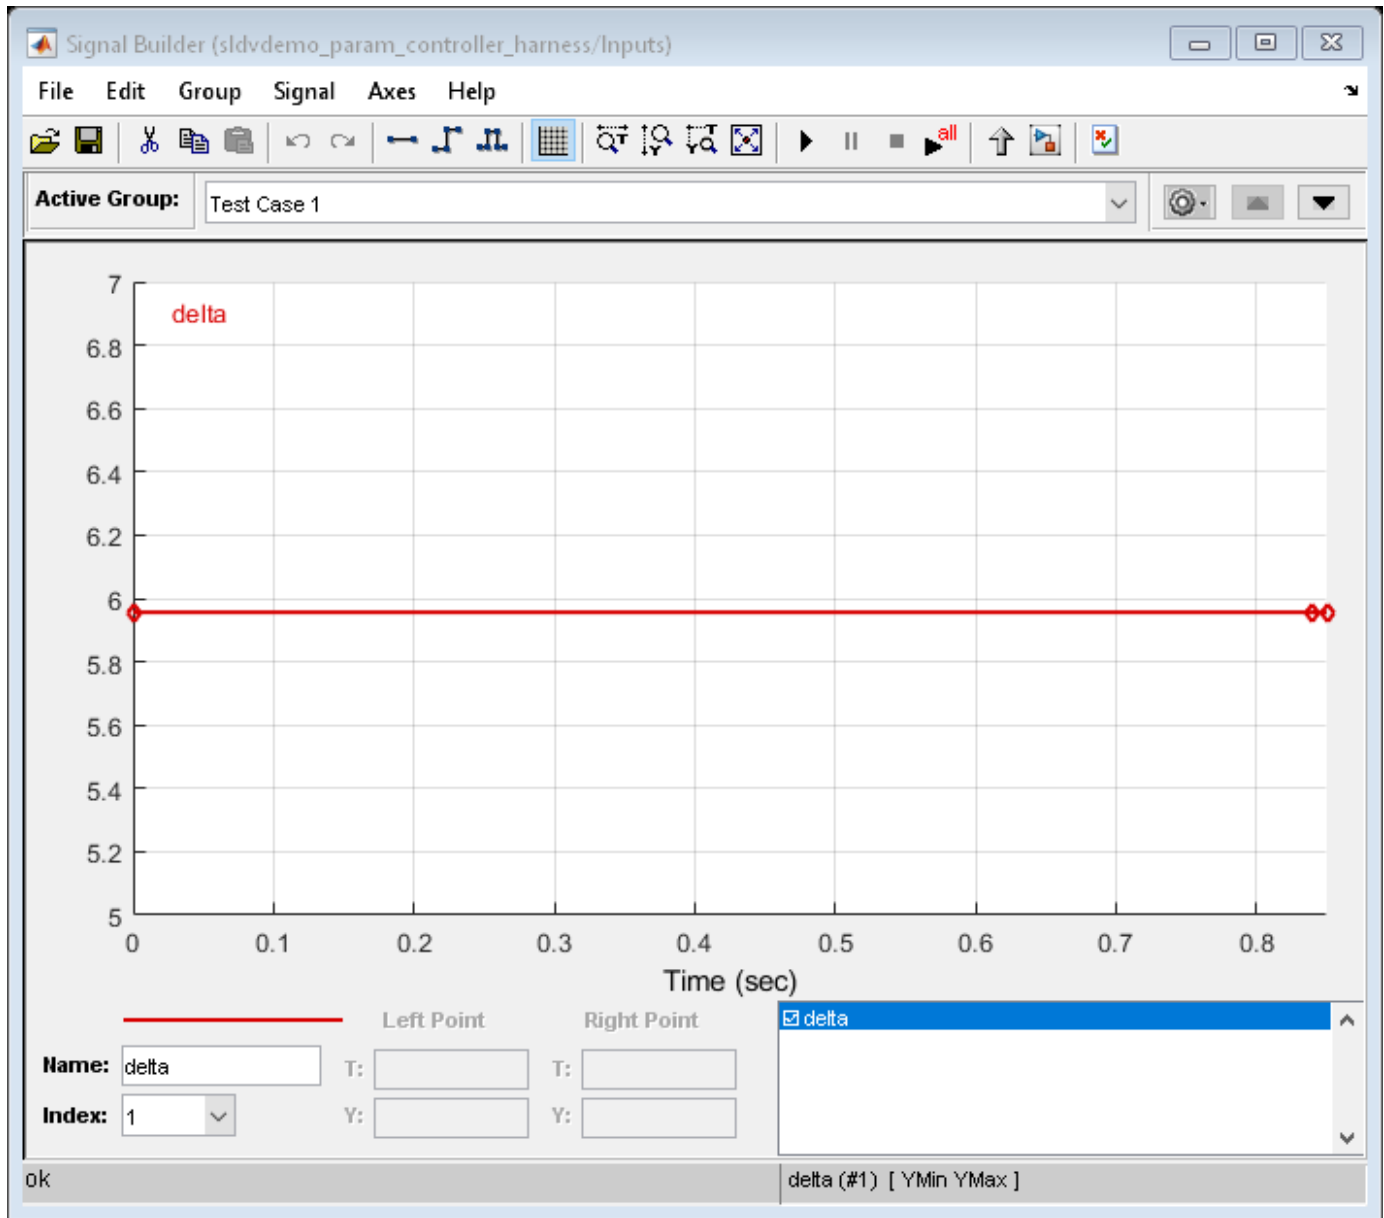 Signal Builder (sldvdemo_param_controller_harness/Inputs)
File Edit Group Signal Axes Help
all
Active Group: Test Case 1
delta
7
6.8
6.6
6.4
6.2
6
5.8
5.6
5.4
5.2
5
0 0.1 0.2 0.3 0.4 0.5 0.6 0.7 0.8
Time (sec)
Left Point Right Point delta
Name: delta T: T:
Index: 1 Y: Y:
ok delta (#1) [ YMin YMax ]